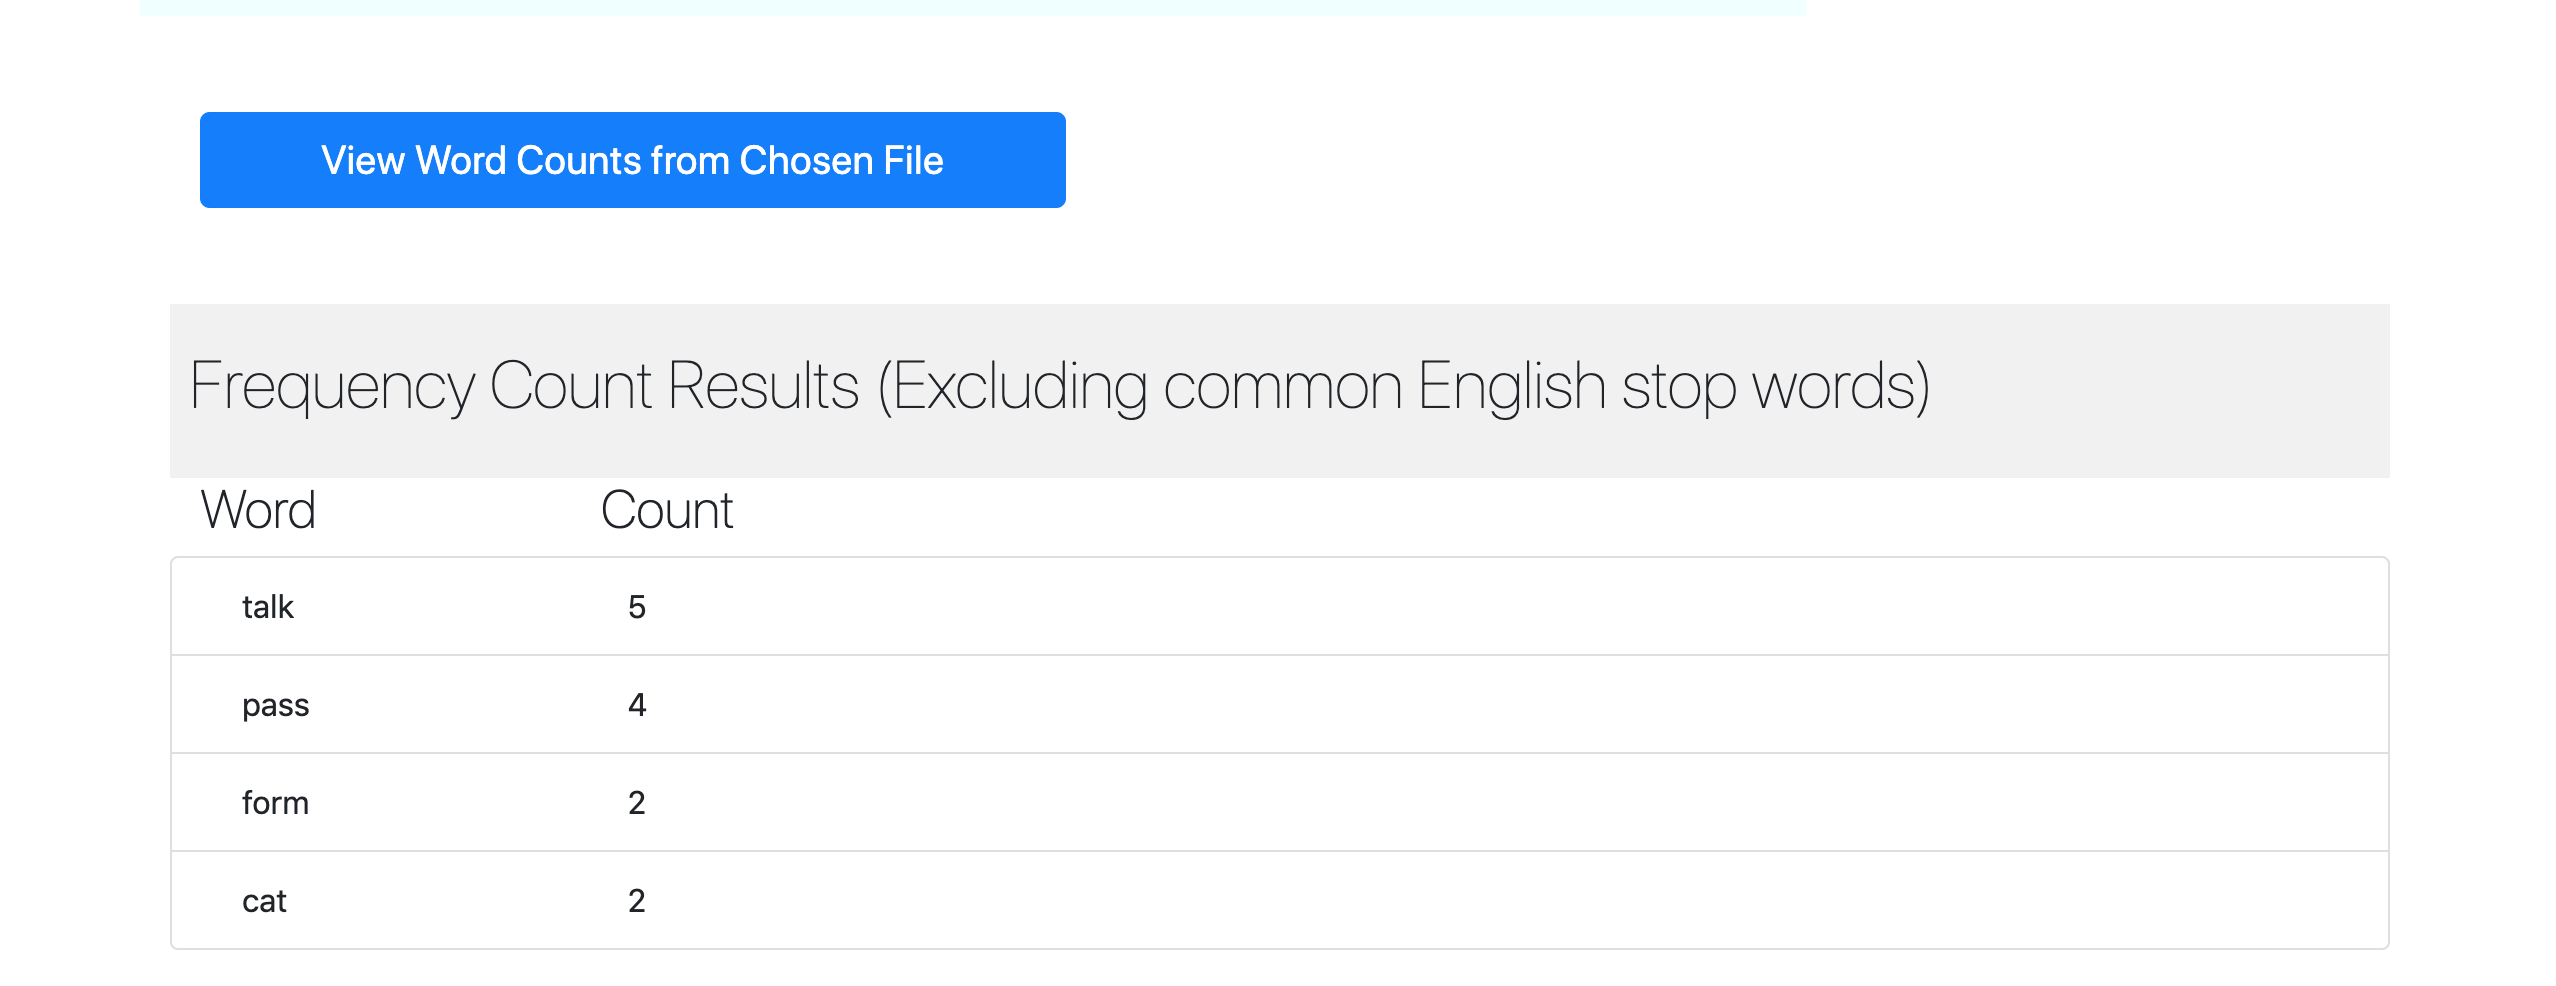 View Word Counts from Chosen File
Frequency Count Results (Excluding common English stop words)
Word Count
talk 5
pass 4
form 2
cat 2